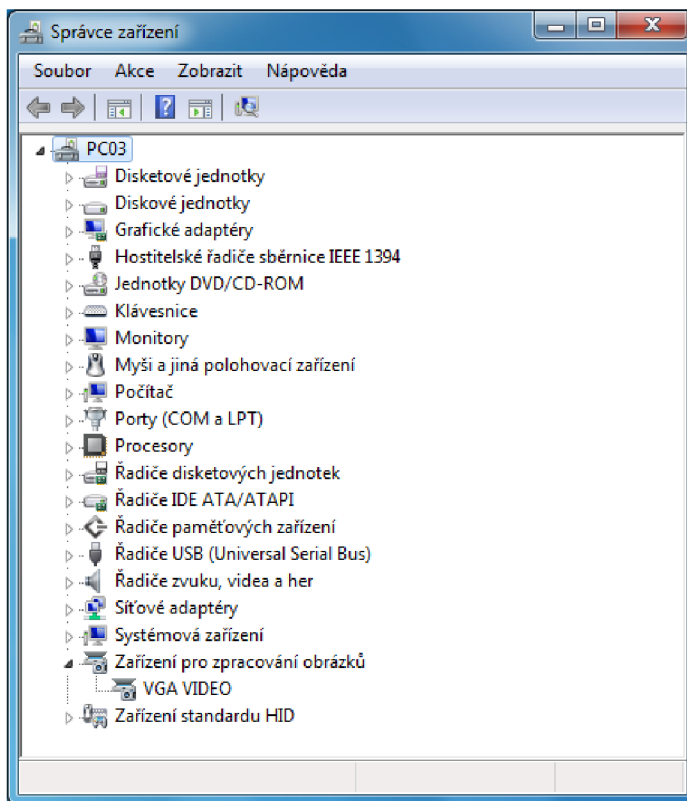 Správce zařízení
Soubor Akce Zobrazit Nápověda
PC03
Disketové jednotky
Diskové jednotky
Grafické adaptéry
Hostitelské řadiče sběrnice IEEE 1394
Jednotky DVD/CD-ROM
Klávesnice
Monitory
Myši a jiná polohovací zařízení
Počítač
Porty (COM a LPT)
Procesory
Řadiče disketových jednotek
Řadiče IDE ATA/ATAPI
Řadiče paměťových zařízení
Řadiče USB (Universal Serial Bus)
Řadiče zvuku, videa a her
Síťové adaptéry
Systémová zařízení
Zařízení pro zpracování obrázků
VGA VIDEO
Zařízení standardu HID